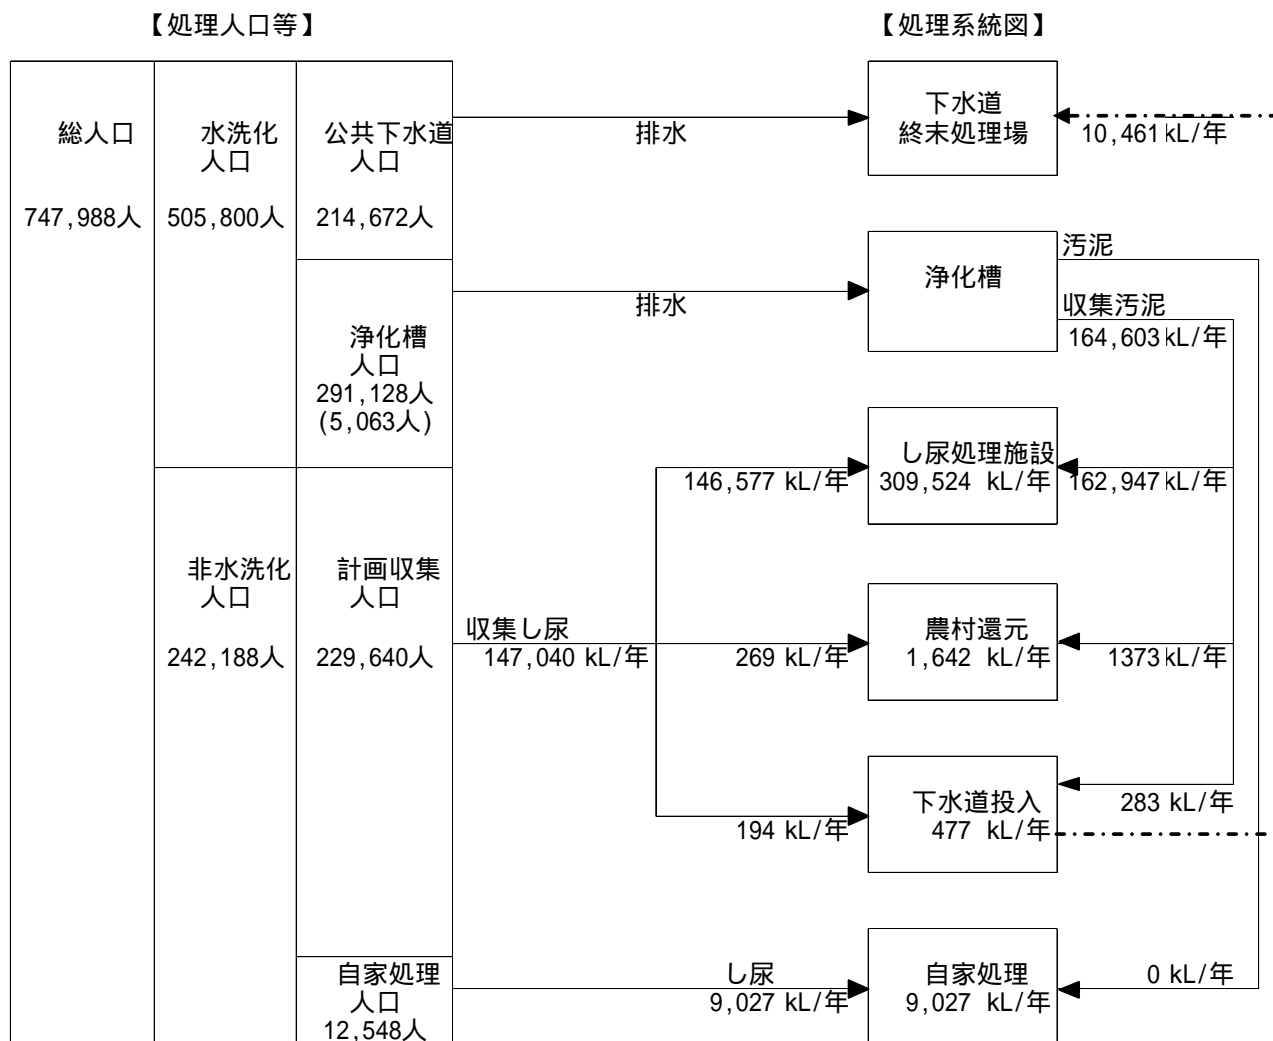 【処理人口等】
【処理系統図】
総人口
747,988人
水洗化
人口
505,800人
公共下水道
人口
214,672人
浄化槽
人口
291,128人
(5,063人)
非水洗化
人口
242,188人
計画収集
人口
229,640人
自家処理
人口
12,548人
排水
下水道
終末処理場
10,461kL/年
排水
浄化槽
汚泥
収集汚泥
164,603kL/年
146,577 kL/年
し尿処理施設
309,524 kL/年
162,947kL/年
収集し尿
147,040 kL/年
269 kL/年
農村還元
1,642 kL/年
1373kL/年
194 kL/年
下水道投入
477 kL/年
283 kL/年
し尿
9,027 kL/年
自家処理
9,027 kL/年
0 kL/年